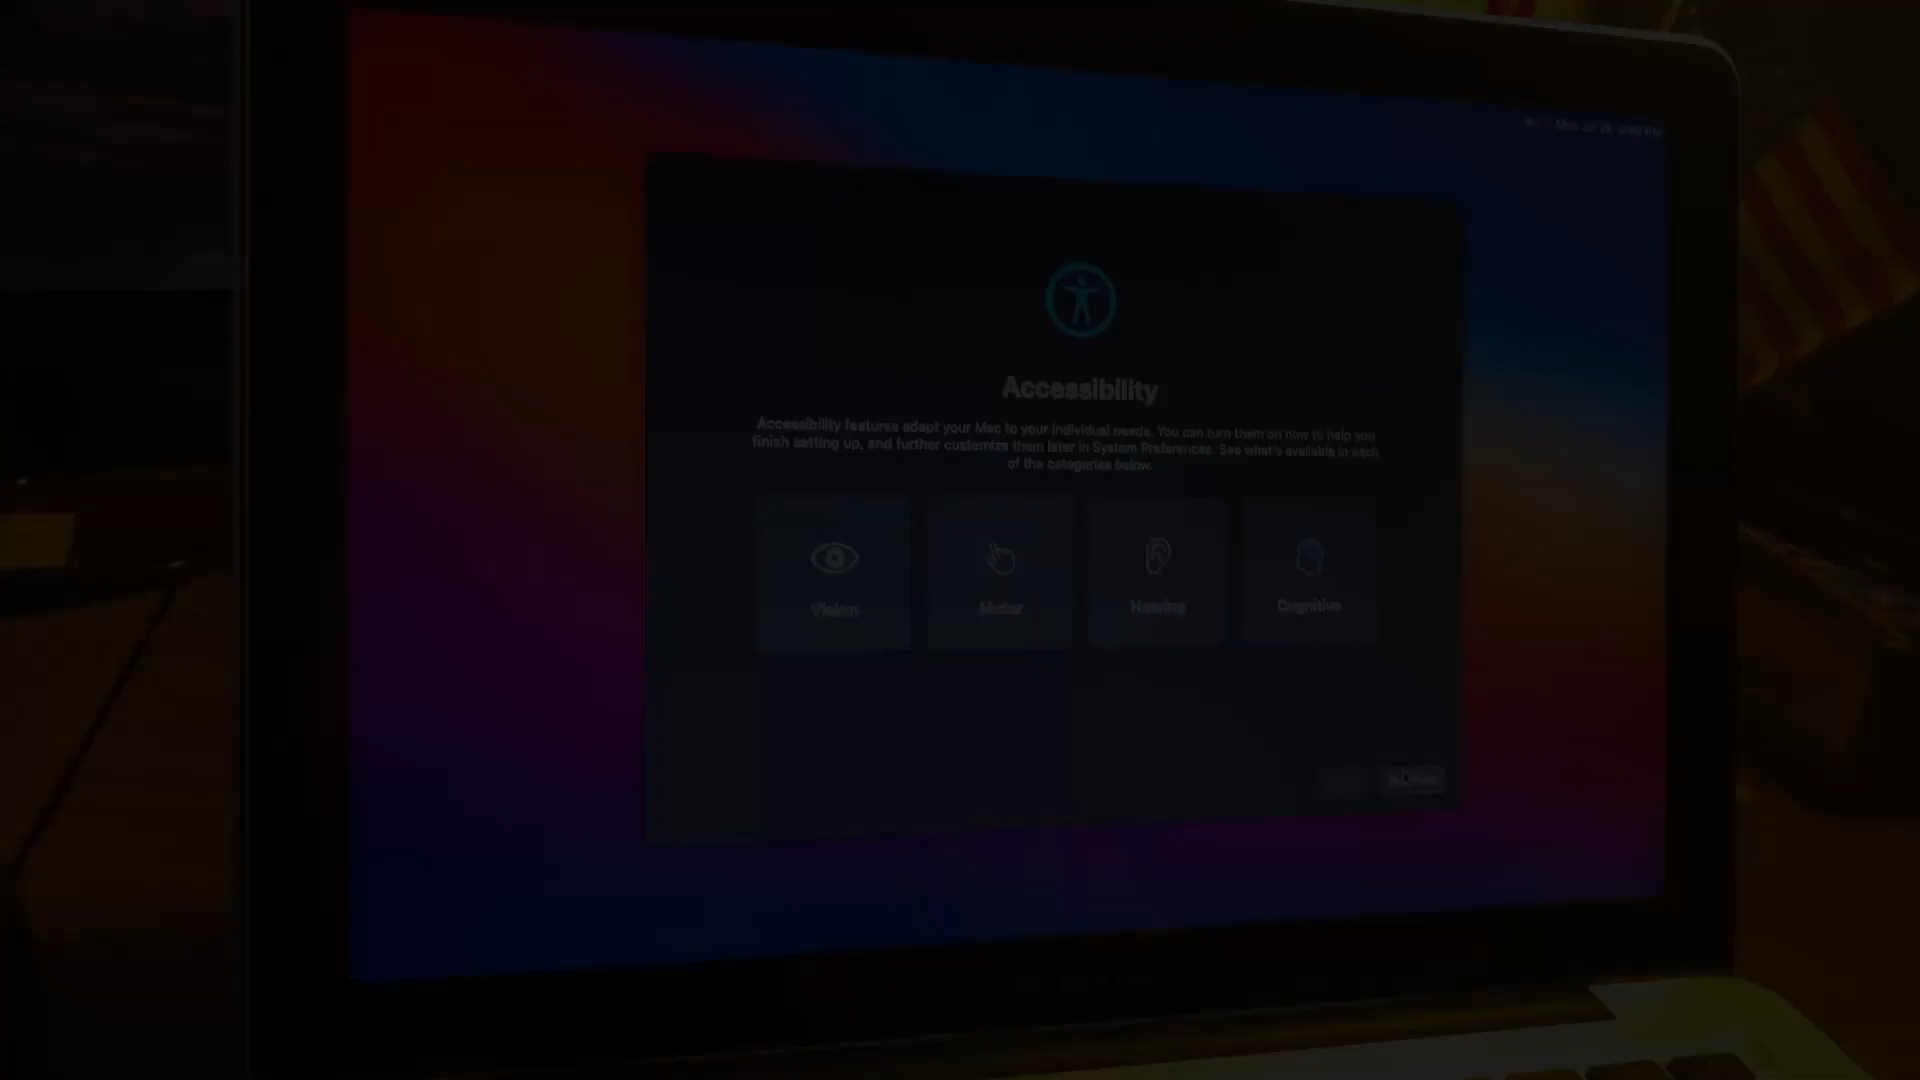 Accessibility
Accessibility features adapt your Mac to your individual needs. You can turn them on now to help you
finish setting up, and further customize them later in System Preferences. See what's available in each
of the categories below.
Vision
Motor
Hearing
Cognitive